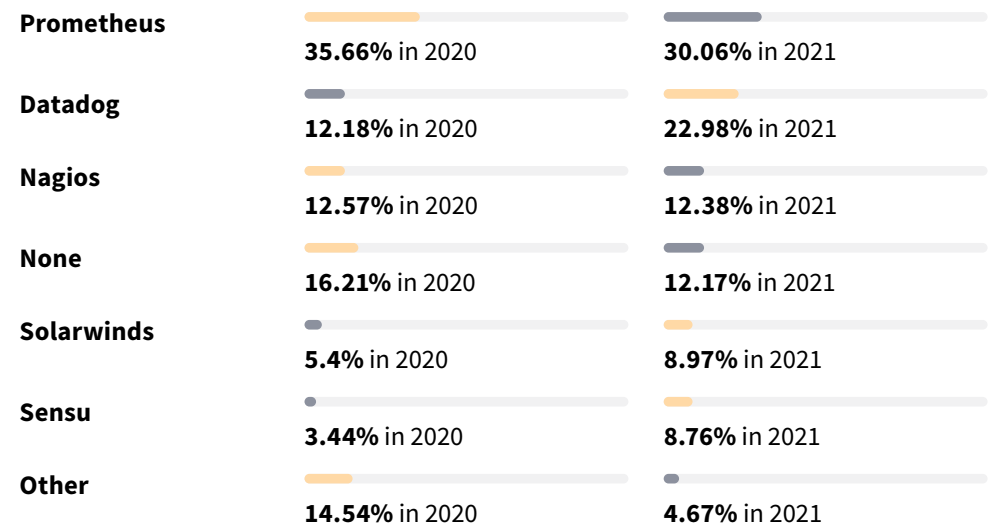 Prometheus
35.66% in 2020
30.06% in 2021
Datadog
12.18% in 2020
22.98% in 2021
Nagios
12.57% in 2020
12.38% in 2021
None
16.21% in 2020
12.17% in 2021
Solarwinds
5.4% in 2020
8.97% in 2021
Sensu
3.44% in 2020
8.76% in 2021
Other
14.54% in 2020
4.67% in 2021